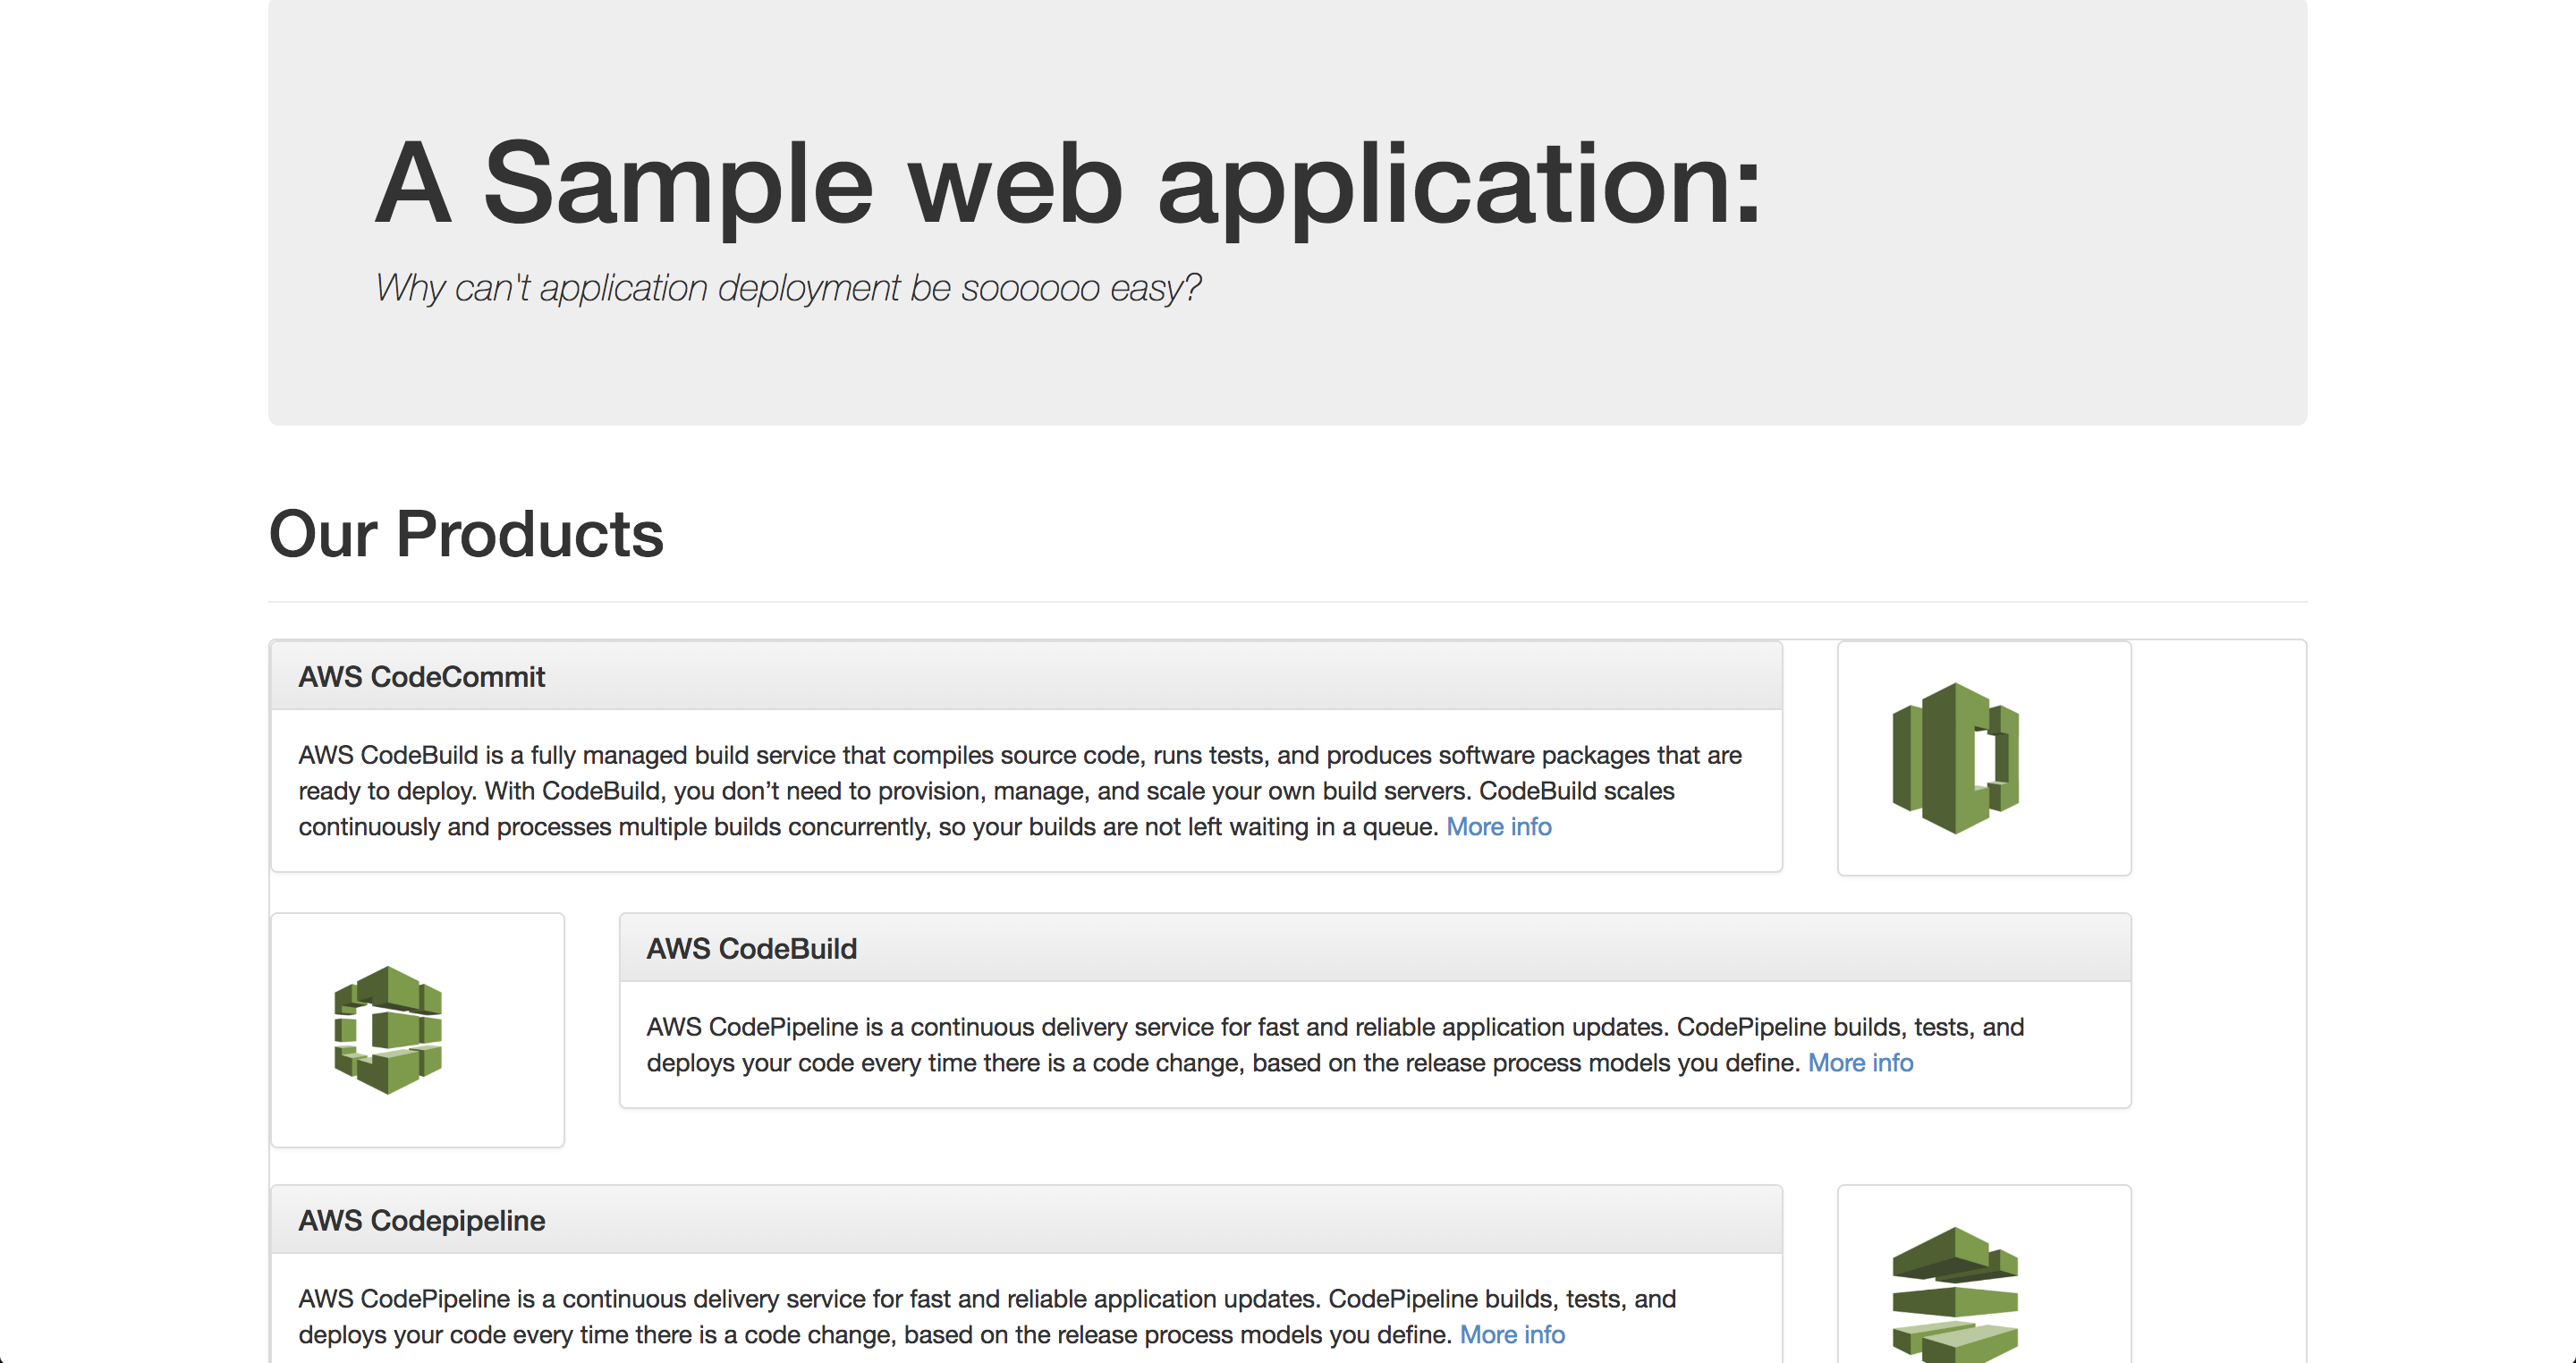 A Sample web application:
Why can't application deployment be soooooo easy?
Our Products
AWS CodeCommit
AWS CodeBuild is a fully managed build service that compiles source code, runs tests, and produces software packages that are
ready to deploy. With CodeBuild, you don’t need to provision, manage, and scale your own build servers. CodeBuild scales
continuously and processes multiple builds concurrently, so your builds are not left waiting in a queue. More info
AWS CodeBuild
AWS CodePipeline is a continuous delivery service for fast and reliable application updates. CodePipeline builds, tests, and
deploys your code every time there is a code change, based on the release process models you define. More info
AWS Codepipeline
AWS CodePipeline is a continuous delivery service for fast and reliable application updates. CodePipeline builds, tests, and
deploys your code every time there is a code change, based on the release process models you define. More info